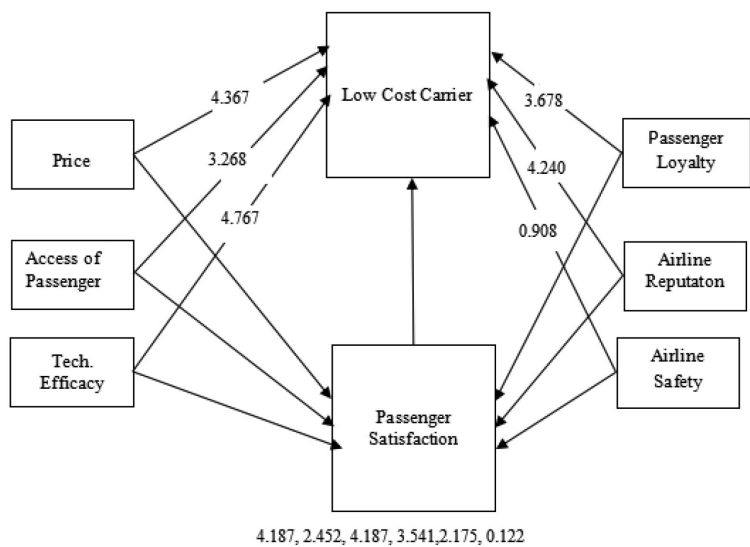 Low Cost Carrier
4.367
3.678
Price
Passenger
Loyalty
3.268
4.240
4.767
0.908
Access of
Passenger
Airline
Reputaton
Tech.
Efficacy
Airline
Safety
Passenger
Satisfaction
4.187, 2.452, 4.187, 3.541,2.175, 0.122